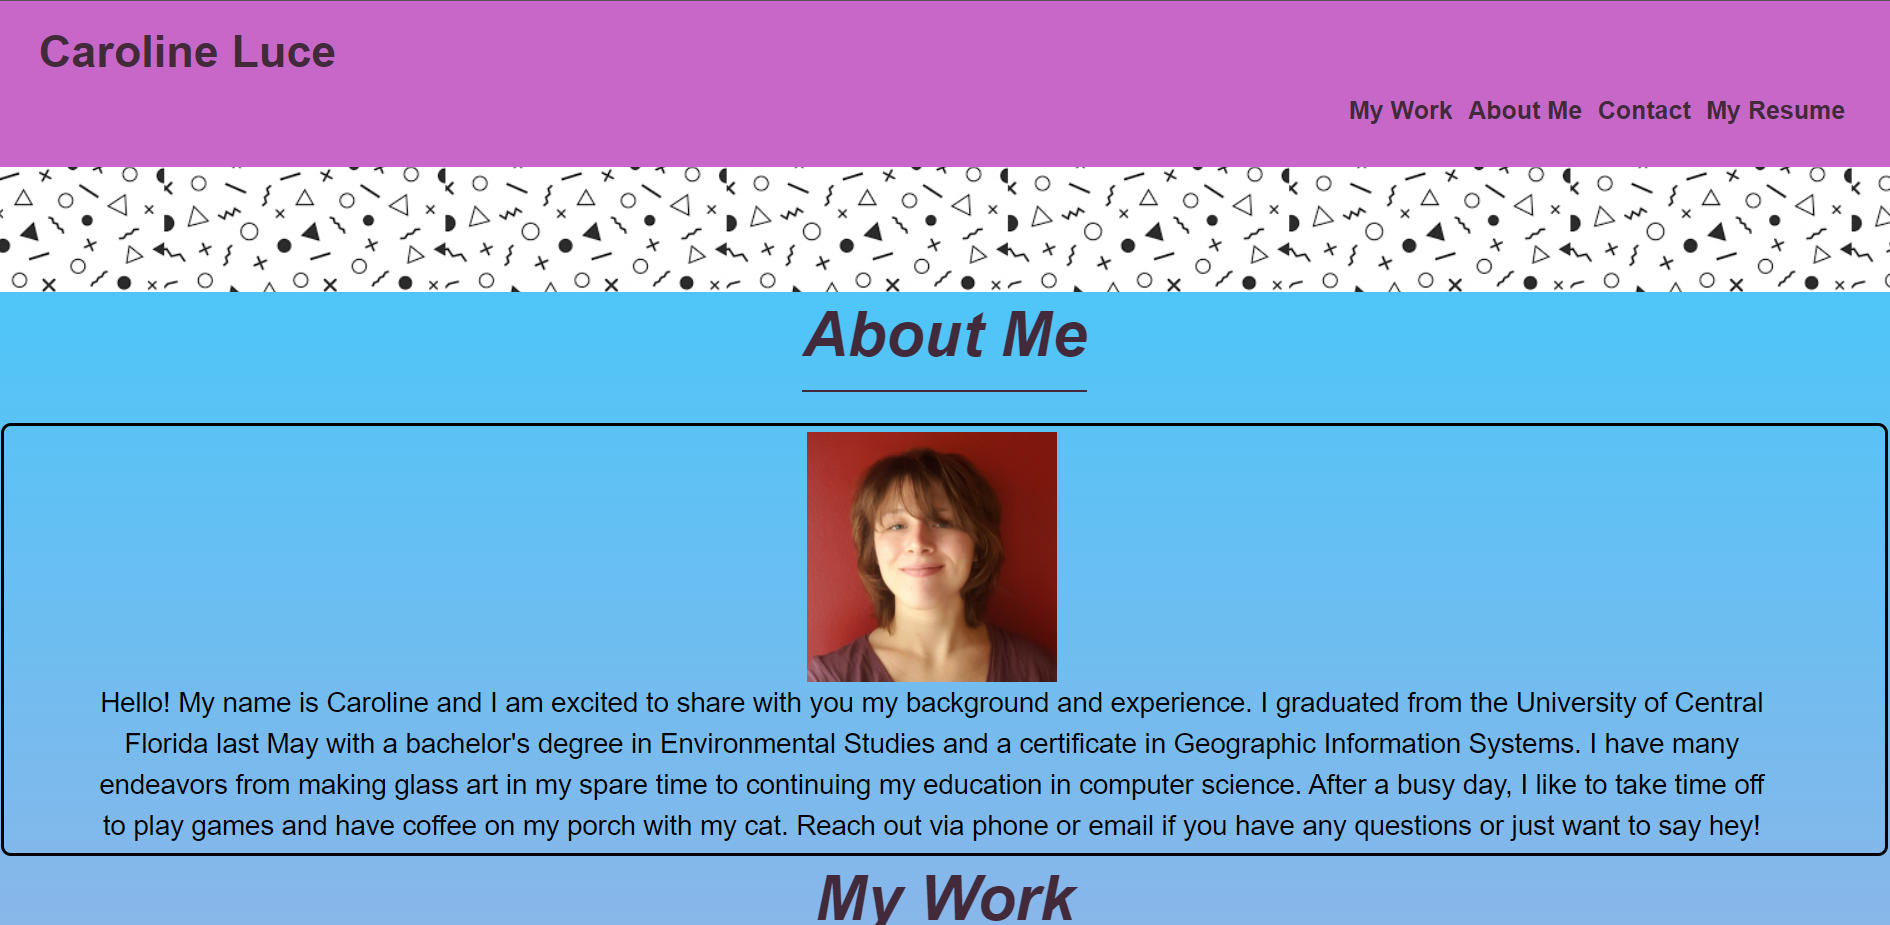 Caroline Luce
My Work About Me Contact My Resume
About Me
Hello! My name is Caroline and I am excited to share with you my background and experience. I graduated from the University of Central
Florida last May with a bachelor's degree in Environmental Studies and a certificate in Geographic Information Systems. I have many
endeavors from making glass art in my spare time to continuing my education in computer science. After a busy day, I like to take time off
to play games and have coffee on my porch with my cat. Reach out via phone or email if you have any questions or just want to say hey!
My Work